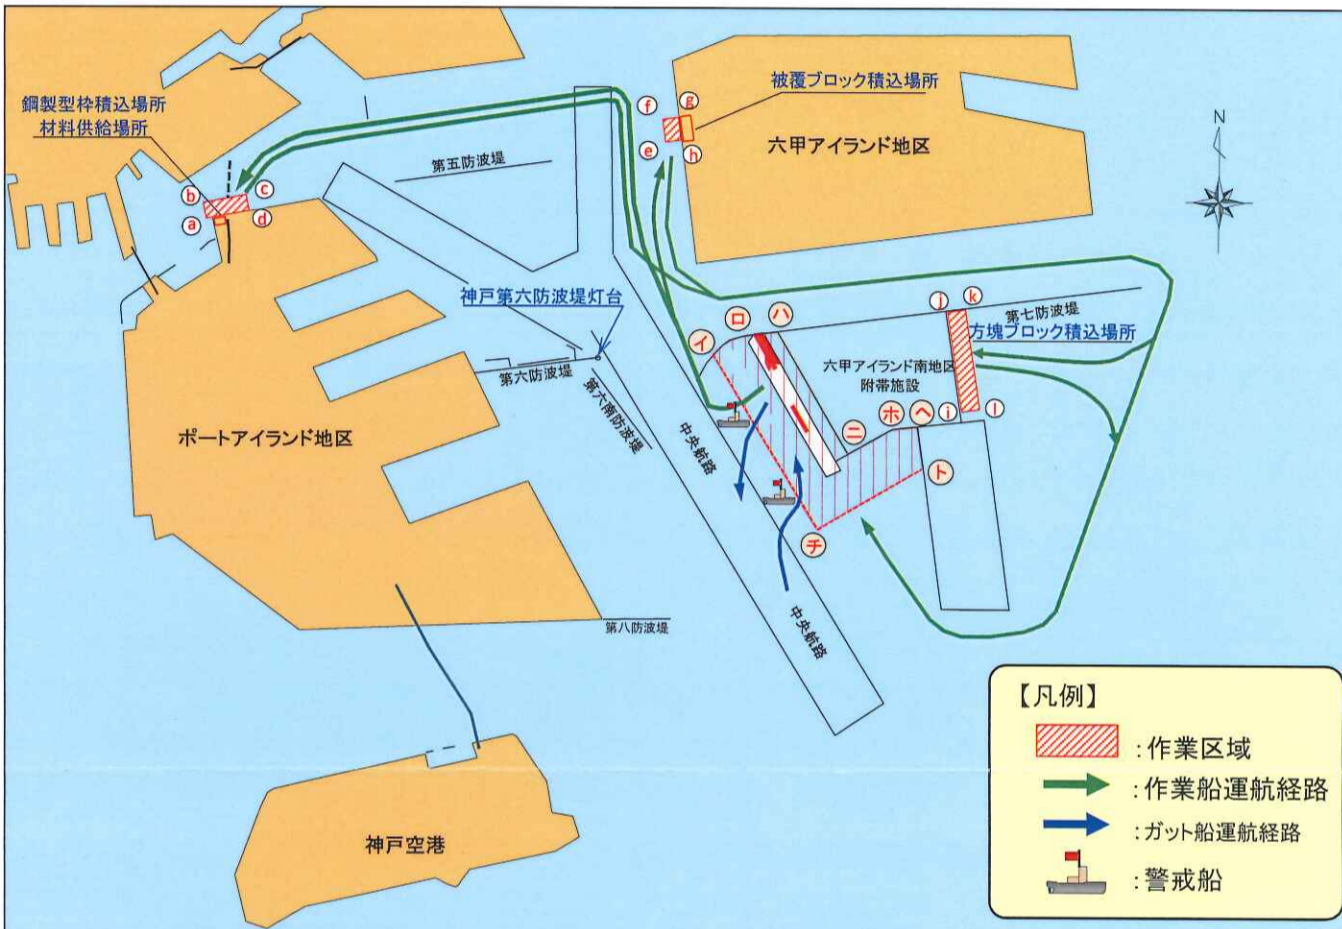 鋼製型枠積込場所
材料供給場所
被覆ブロック積込場所
六甲アイランド地区
N
f
g
e
h
b
c
a
d
第五防波堤
神戸第六防波堤灯台
第六防波堤
第六南防波堤
中央航路
中央航路
ポートアイランド地区
イ
ロ
ハ
j
k
第七防波堤
方塊ブロック積込場所
六甲アイランド南地区
附帯施設
ニ
ホ
ヘ
i
l
ト
チ
第八防波堤
神戸空港
【凡例】
:作業区域
:作業船運航経路
:ガット船運航経路
:警戒船